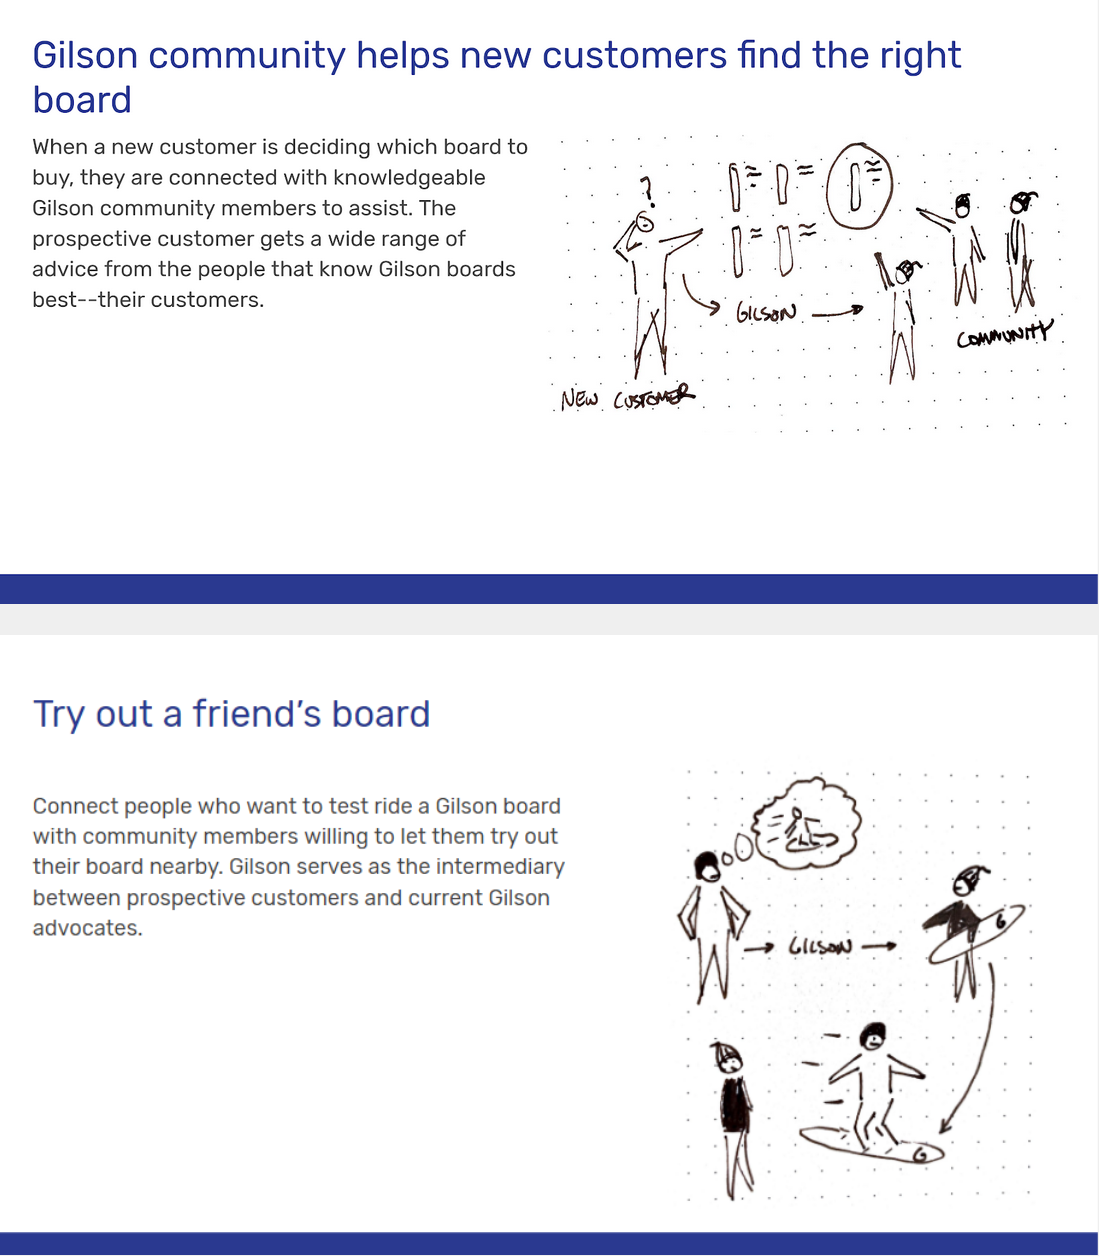 Gilson community helps new customers find the right
board
When a new customer is deciding which board to
buy, they are connected with knowledgeable
Gilson community members to assist. The
prospective customer gets a wide range of
advice from the people that know Gilson boards
best--their customers.
?
GILSON
COMMUNITY
NEW CUSTOMER
Try out a friend’s board
Connect people who want to test ride a Gilson board
with community members willing to let them try out
their board nearby. Gilson serves as the intermediary
between prospective customers and current Gilson
advocates.
G
GILSON
G